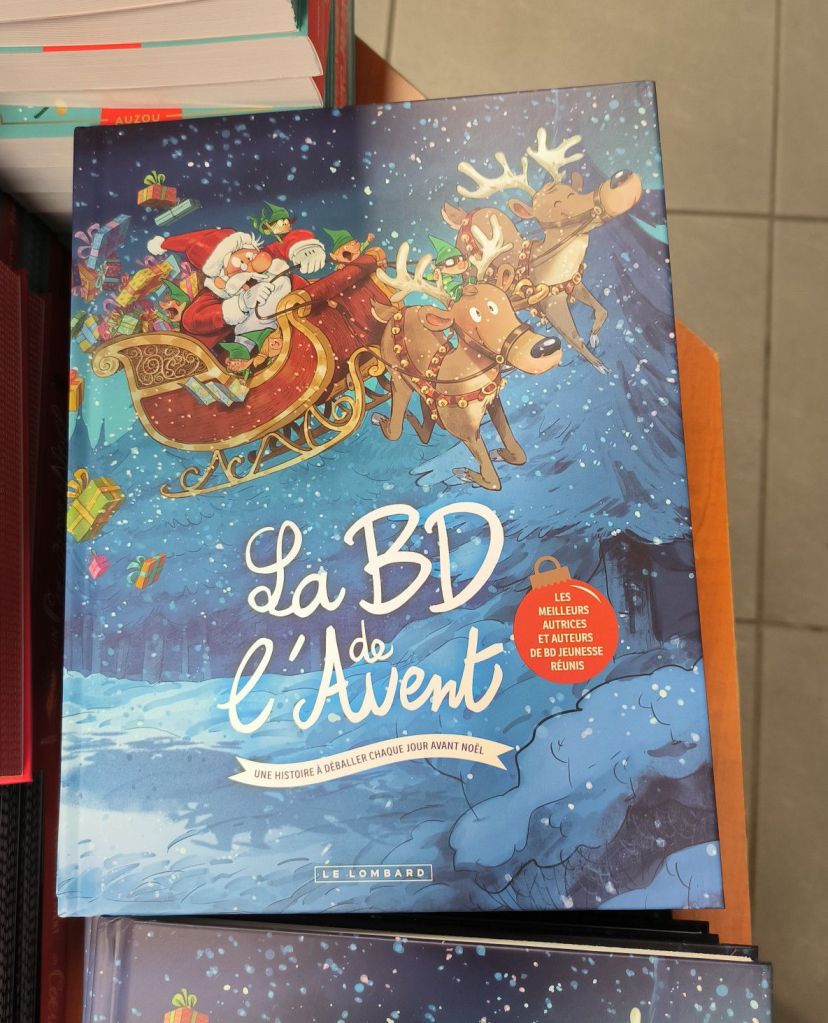 AUZOU
La BD
de
l'Avent
LES
MEILLEURS
AUTRICES
ET AUTEURS
DE BD JEUNESSE
RÉUNIS
UNE HISTOIRE À DÉBALLER CHAQUE JOUR AVANT NOËL
LE LOMBARD